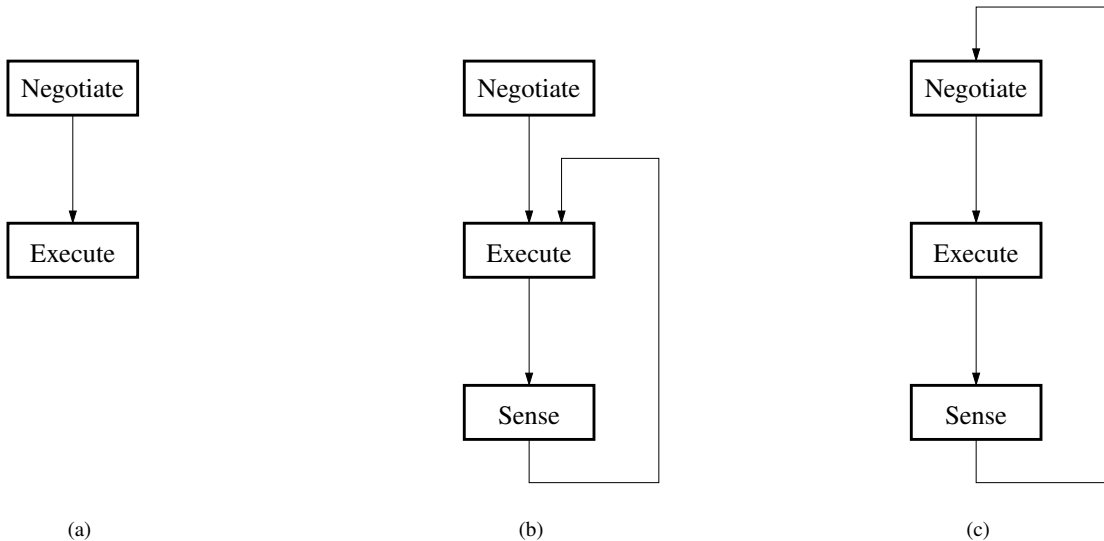 Negotiate
Execute
(a)
Negotiate
Execute
Sense
(b)
Negotiate
Execute
Sense
(c)